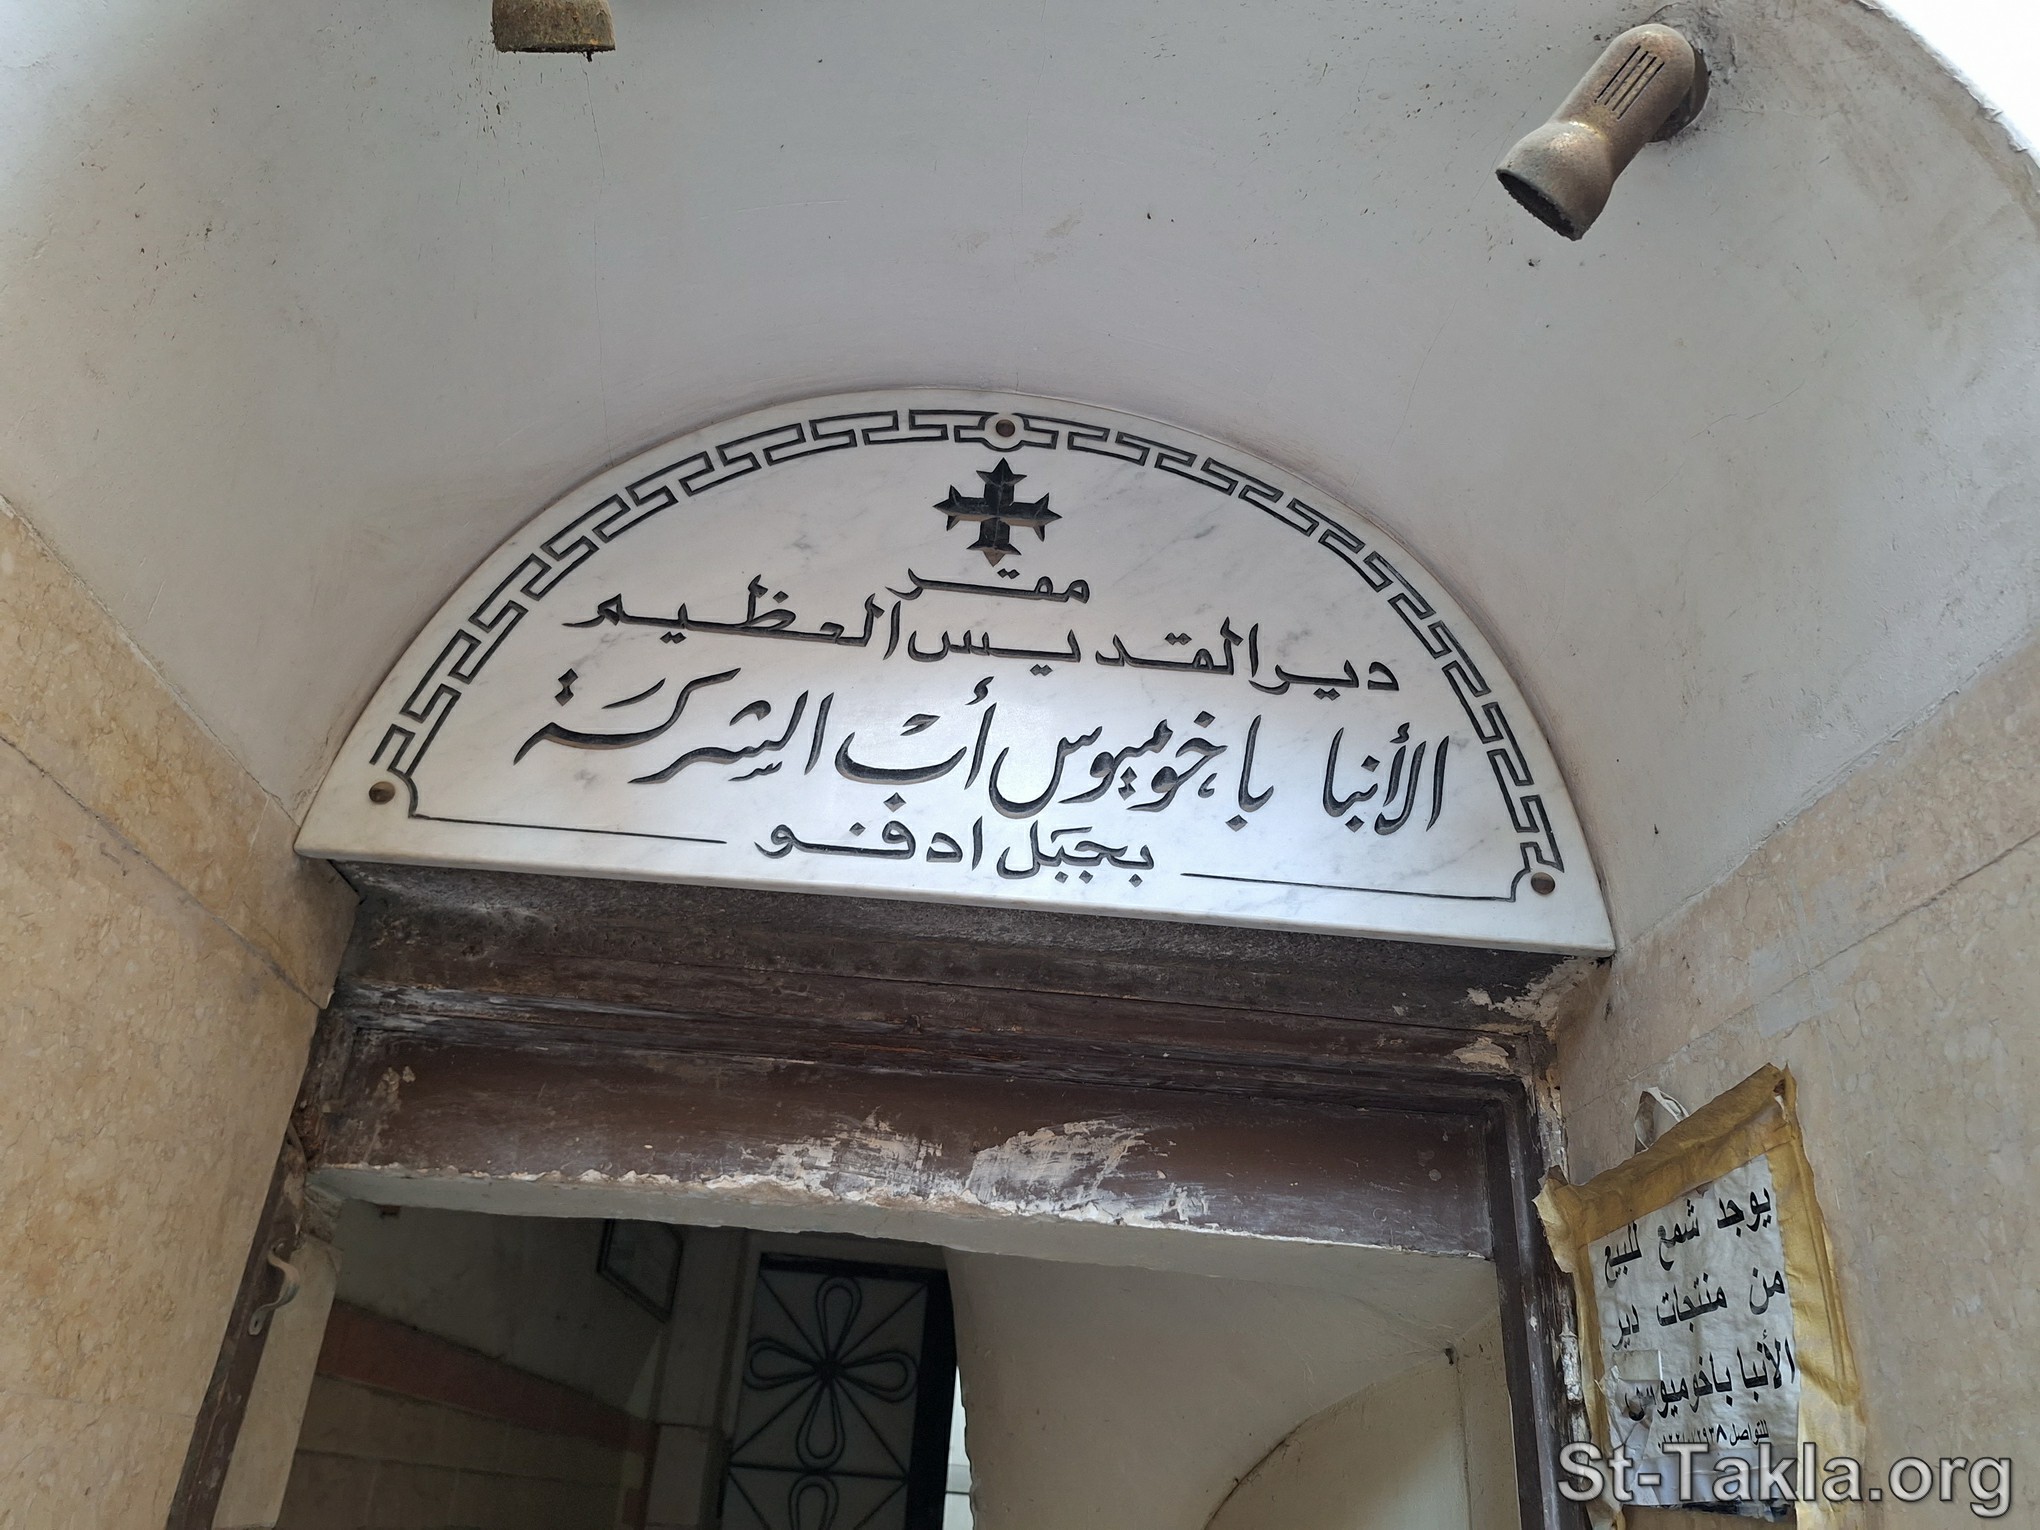 مقر
دير القديس العظيم
الأنبا باخوميوس أب الشركة
بجبل ادفو
يوجد شمع للبيع
من منتجات دير
الأنبا باخوميوس
للتواصل
St-Takla.org